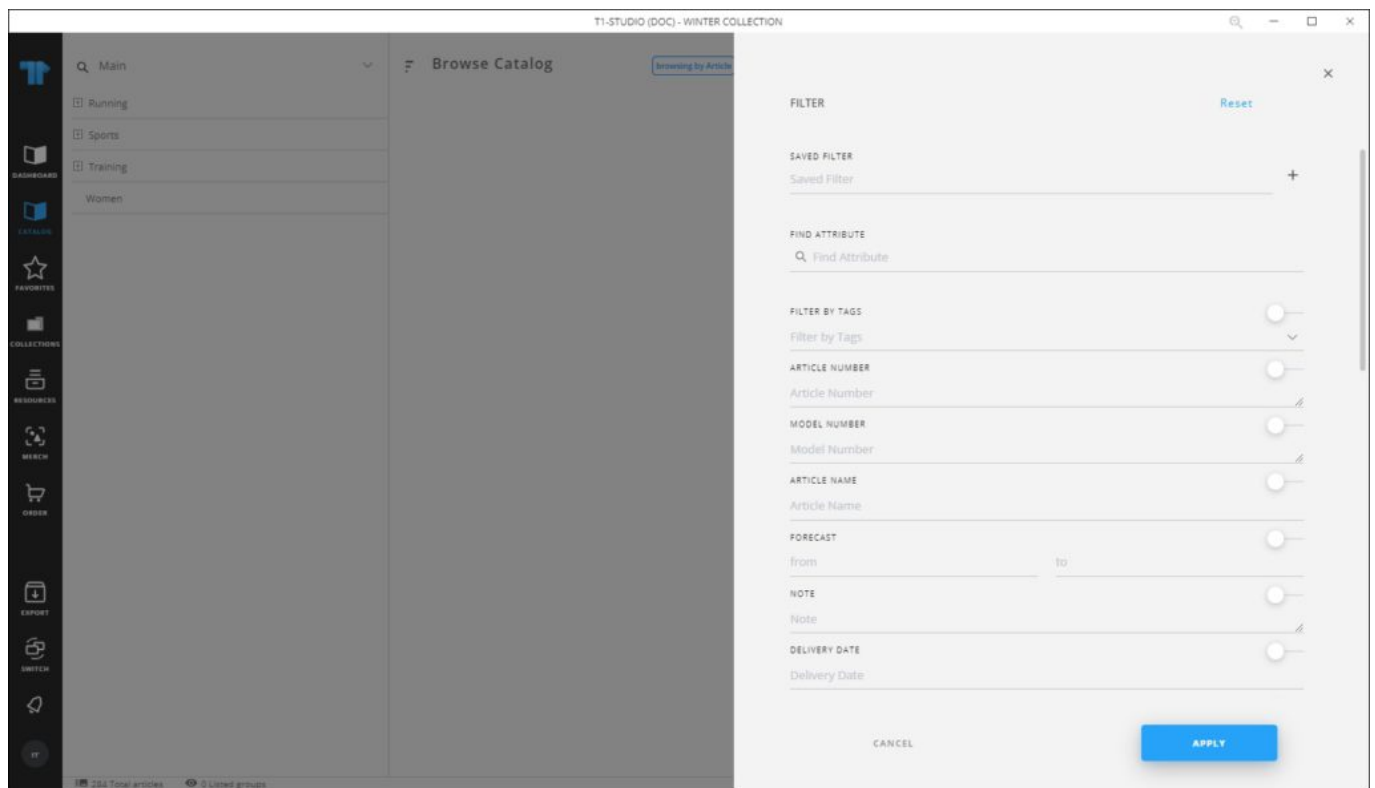 T1-STUDIO (DOC) - WINTER COLLECTION
Main
Browse Catalog
browsing by Article
Running
Sports
Training
Women
DASHBOARD
CATALOG
FAVORITES
COLLECTIONS
RESOURCES
MERCH
ORDER
EXPORT
SWITCH
IT
284 Total articles
0 Listed groups
FILTER
Reset
SAVED FILTER
Saved Filter
FIND ATTRIBUTE
Find Attribute
FILTER BY TAGS
Filter by Tags
ARTICLE NUMBER
Article Number
MODEL NUMBER
Model Number
ARTICLE NAME
Article Name
FORECAST
from to
NOTE
Note
DELIVERY DATE
Delivery Date
CANCEL APPLY